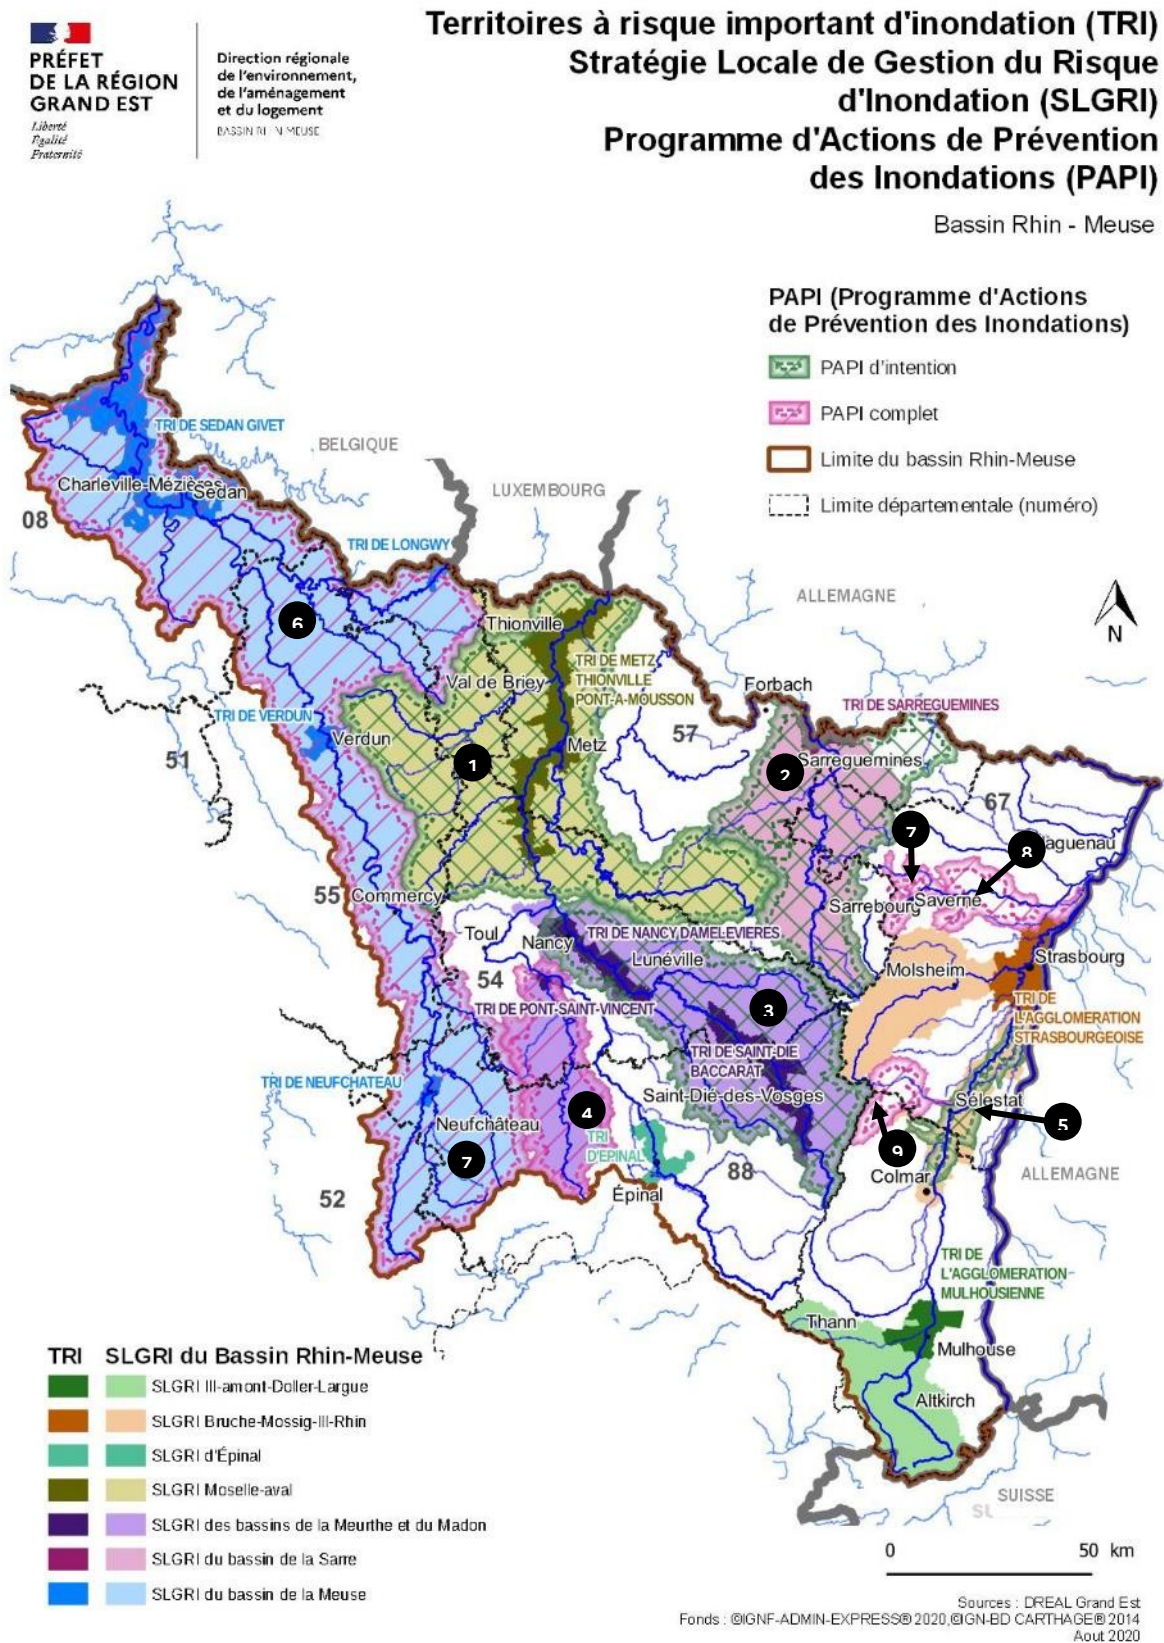 PRÉFET
DE LA RÉGION
GRAND EST
Liberté
Égalité
Fraternité
Direction régionale
de l'environnement,
de l'aménagement
et du logement
BASSIN RHIN MEUSE
Territoires à risque important d'inondation (TRI)
Stratégie Locale de Gestion du Risque
d'Inondation (SLGRI)
Programme d'Actions de Prévention
des Inondations (PAPI)
Bassin Rhin - Meuse
PAPI (Programme d'Actions
de Prévention des Inondations)
PAPI d'intention
PAPI complet
Limite du bassin Rhin-Meuse
Limite départementale (numéro)
TRI DE SEDAN GIVET
BELGIQUE
Charleville-Mézières
Sedan
08
LUXEMBOURG
TRI DE LONGWY
ALLEMAGNE
N
6
Thionville
TRI DE METZ
THIONVILLE
PONT-A-MOUSSON
Val de Briey
Forbach
TRI DE SARREGUEMINES
TRI DE VERDUN
Verdun
57
51
Metz
1
2
Sarreguemines
67
7
8
aguenau
55
Commercy
Sarrebourg
Saverne
Toul
Nancy
TRI DE NANCY DAMELEVIERES
Lunéville
54
Molsheim
Strasbourg
TRI DE PONT-SAINT-VINCENT
3
TRI DE
L'AGGLOMERATION
STRASBOURGEOISE
TRI DE SAINT-DIE
BACCARAT
TRI DE NEUFCHATEAU
Saint-Dié-des-Vosges
Sélestat
4
5
Neufchâteau
TRI
D'EPINAL
7
9
88
Colmar
ALLEMAGNE
52
Épinal
TRI DE
L'AGGLOMERATION
MULHOUSIENNE
Thann
Mulhouse
Altkirch
SUISSE
TRI SLGRI du Bassin Rhin-Meuse
SLGRI Ill-amont-Doller-Largue
SLGRI Bruche-Mossig-Ill-Rhin
SLGRI d'Épinal
SLGRI Moselle-aval
SLGRI des bassins de la Meurthe et du Madon
SLGRI du bassin de la Sarre
SLGRI du bassin de la Meuse
0 50 km
Sources : DREAL Grand Est
Fonds : ©IGNF-ADMIN-EXPRESS® 2020,©IGN-BD CARTHAGE® 2014
Aout 2020